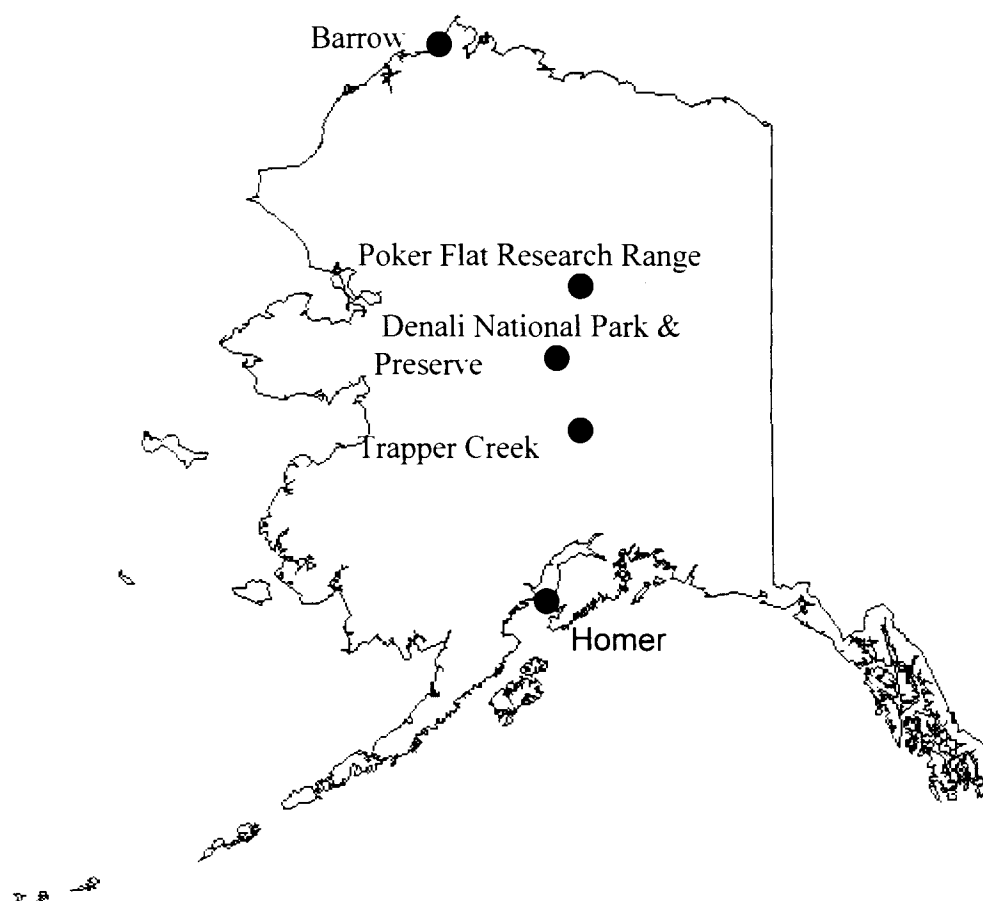 Barrow
Poker Flat Research Range
Denali National Park &
Preserve
Trapper Creek
Homer